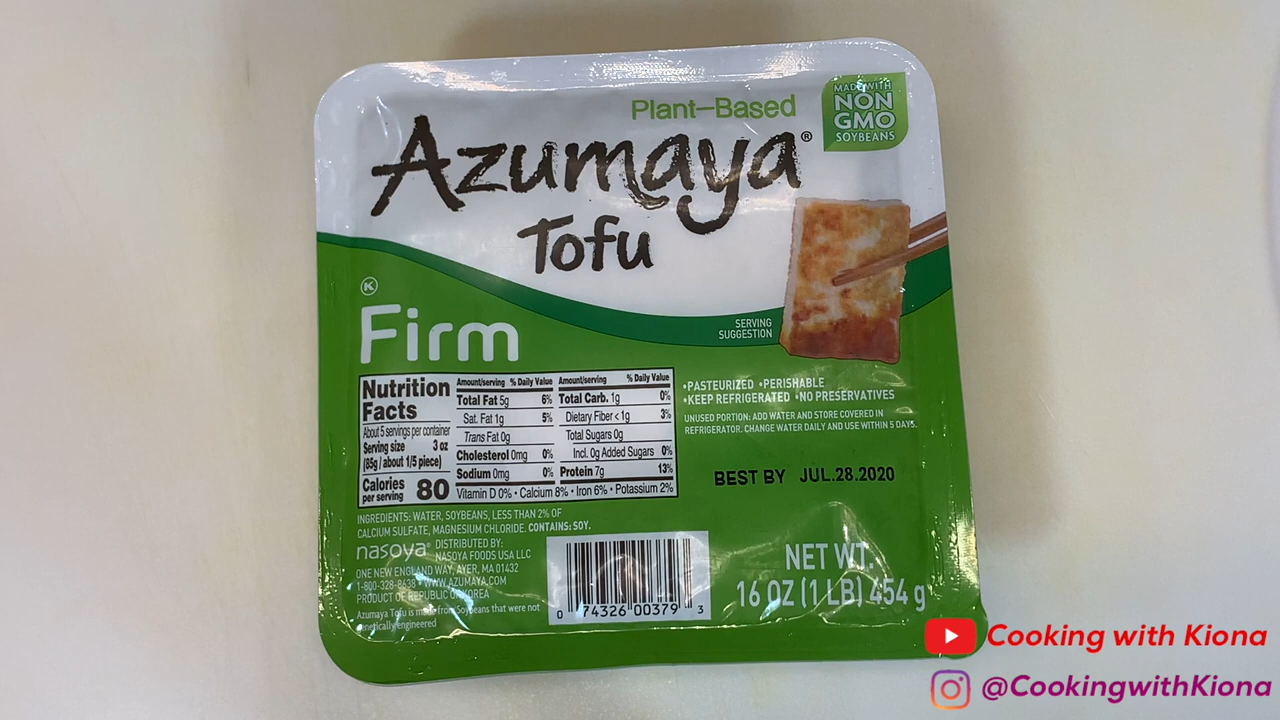 Plant-Based
MADE WITH
NON
GMO
SOYBEANS
Azumaya®
Tofu
SERVING
SUGGESTION
K
Firm
Nutrition
Facts
About 5 servings per container
Serving size 3 oz
(85g / about 1/5 piece)
Calories
per serving 80
Amount/serving % Daily Value
Total Fat 5g 6%
Sat. Fat 1g 5%
Trans Fat 0g
Cholesterol 0mg 0%
Sodium 0mg 0%
Amount/serving % Daily Value
Total Carb. 1g 0%
Dietary Fiber < 1g 3%
Total Sugars 0g
Incl. 0g Added Sugars 0%
Protein 7g 13%
Vitamin D 0% • Calcium 8% • Iron 6% • Potassium 2%
•PASTEURIZED •PERISHABLE
•KEEP REFRIGERATED •NO PRESERVATIVES
UNUSED PORTION: ADD WATER AND STORE COVERED IN
REFRIGERATOR. CHANGE WATER DAILY AND USE WITHIN 5 DAYS.
BEST BY JUL.28.2020
INGREDIENTS: WATER, SOYBEANS, LESS THAN 2% OF
CALCIUM SULFATE, MAGNESIUM CHLORIDE. CONTAINS: SOY.
nasoya® DISTRIBUTED BY:
NASOYA FOODS USA LLC
ONE NEW ENGLAND WAY, AYER, MA 01432
1-800-328-8638 • WWW.AZUMAYA.COM
PRODUCT OF REPUBLIC OF KOREA
Azumaya Tofu is made from Soybeans that were not
genetically engineered
0 74326 00379 3
NET WT.
16 OZ (1 LB) 454 g
Cooking with Kiona
@CookingwithKiona